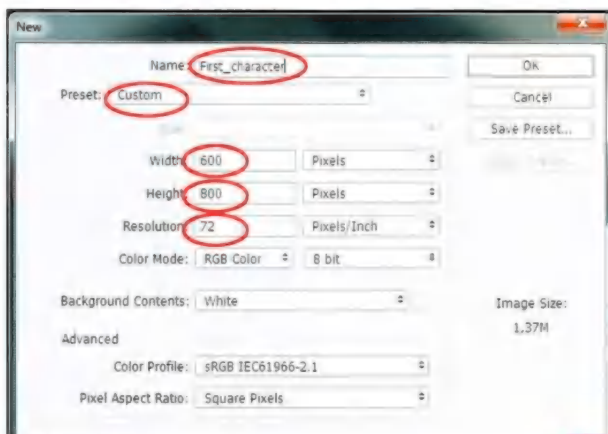 New
Name: First_character
OK
Preset: Custom
Cancel
Save Preset...
Width: 600 Pixels
Height: 800 Pixels
Resolution: 72 Pixels/Inch
Color Mode: RGB Color 8 bit
Background Contents: White
Image Size:
1.37M
Advanced
Color Profile: sRGB IEC61966-2.1
Pixel Aspect Ratio: Square Pixels